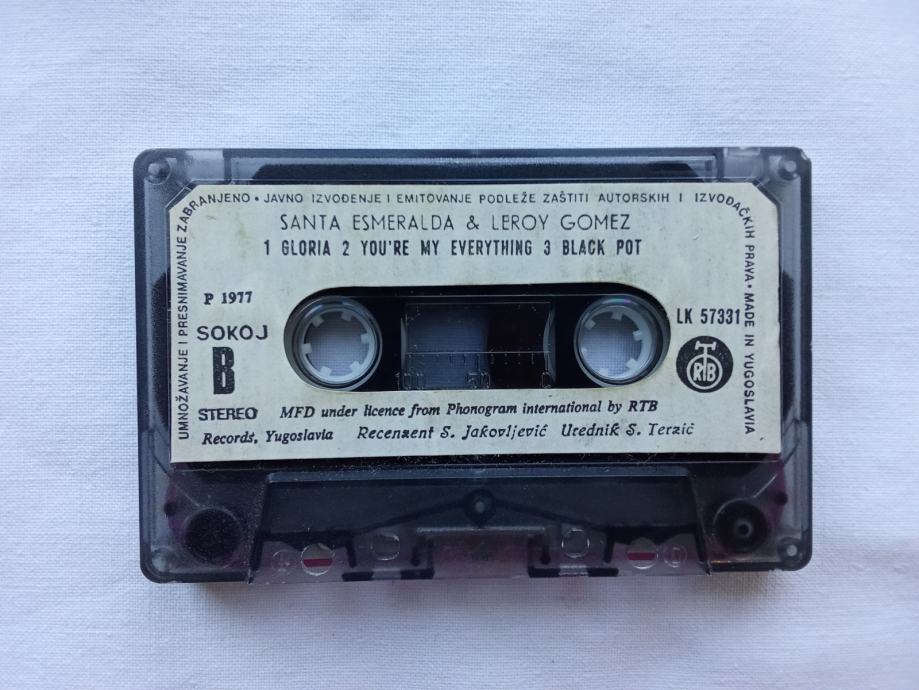 UMNOŽAVANJE I PRESNIMAVANJE ZABRANJENO • JAVNO IZVOĐENJE I EMITOVANJE PODLEŽE ZAŠTITI AUTORSKIH I IZVOĐAČKIH PRAVA • MADE IN YUGOSLAVIA
SANTA ESMERALDA & LEROY GOMEZ
1 GLORIA 2 YOU'RE MY EVERYTHING 3 BLACK POT
P 1977
LK 57331
SOKOJ
B
RTB
100 50 0
STEREO
MFD under licence from Phonogram international by RTB
Records, Yugoslavia Recenzent S. Jakovljević Urednik S. Terzić